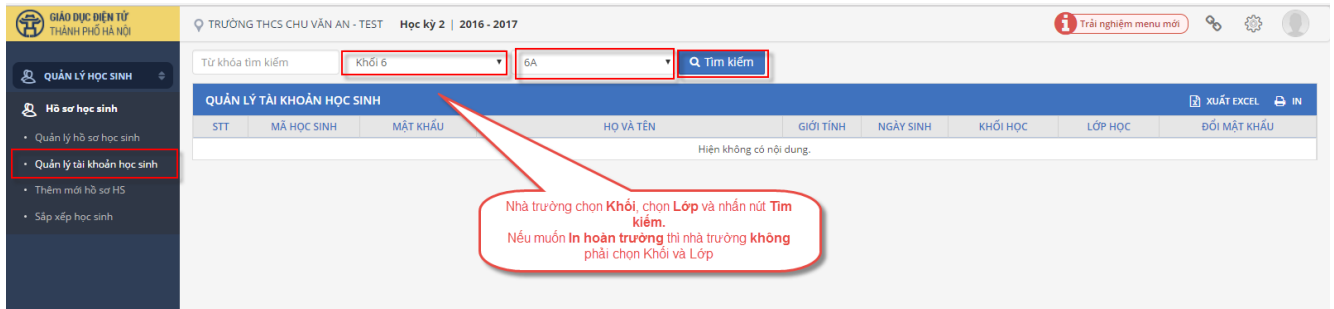 GIÁO DỤC ĐIỆN TỬ
THÀNH PHỐ HÀ NỘI
TRƯỜNG THCS CHU VĂN AN - TEST Học kỳ 2 | 2016 - 2017
Trải nghiệm menu mới
Từ khóa tìm kiếm
Khối 6
6A
Tìm kiếm
QUẢN LÝ HỌC SINH
Hồ sơ học sinh
Quản lý hồ sơ học sinh
Quản lý tài khoản học sinh
Thêm mới hồ sơ HS
Sắp xếp học sinh
QUẢN LÝ TÀI KHOẢN HỌC SINH
XUẤT EXCEL
IN
STT MÃ HỌC SINH MẬT KHẨU HỌ VÀ TÊN GIỚI TÍNH NGÀY SINH KHỐI HỌC LỚP HỌC ĐỔI MẬT KHẨU
Hiện không có nội dung.
Nhà trường chọn Khối, chọn Lớp và nhấn nút Tìm
kiếm.
Nếu muốn In hoàn trường thì nhà trường không
phải chọn Khối và Lớp